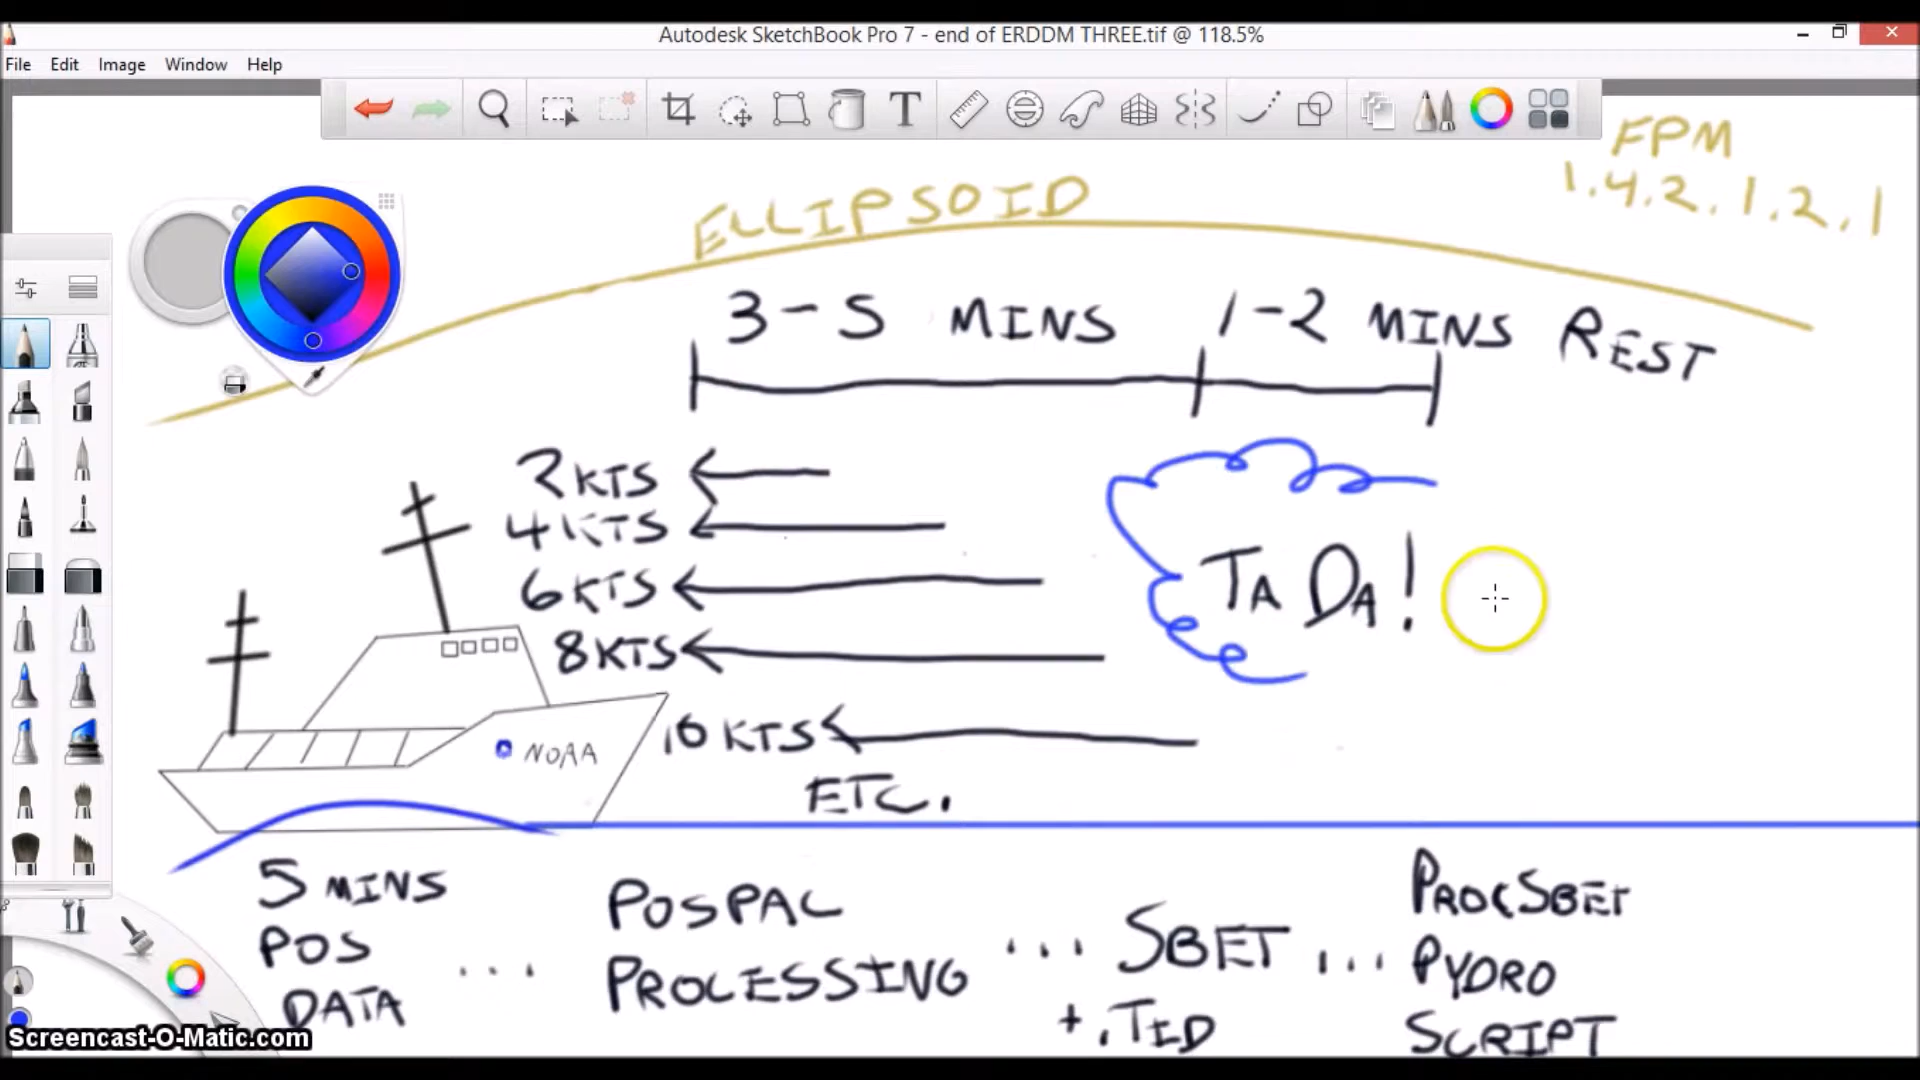 Autodesk SketchBook Pro 7 - end of ERDDM THREE.tif @ 118.5%
File Edit Image Window Help
T
FPM
1.4.2.1.2.1
ELLIPSOID
3-5 MINS 1-2 MINS REST
2KTS
4KTS
6KTS
TA DA!
8KTS
NOAA
10 KTS
ETC.
5 MINS
POS
DATA
...
POSPAC
PROCESSING
...
SBET
+ .TID
...
PROCSBET
PYDRO
SCRIPT
Screencast-O-Matic.com